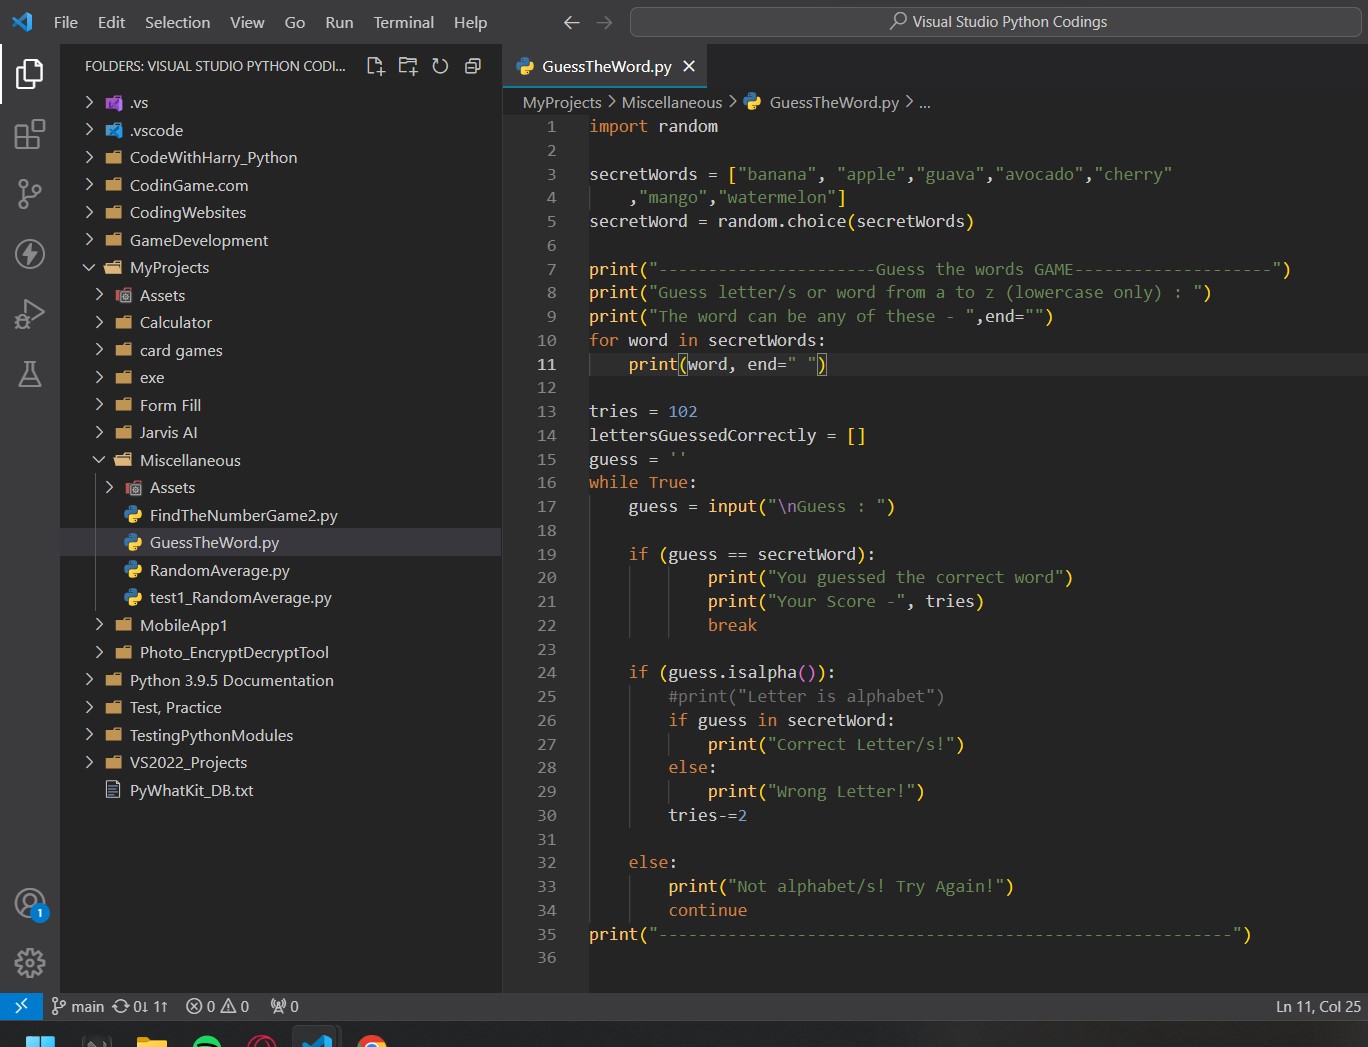 File Edit Selection View Go Run Terminal Help
Visual Studio Python Codings
FOLDERS: VISUAL STUDIO PYTHON CODI...
.vs
.vscode
CodeWithHarry_Python
CodinGame.com
CodingWebsites
GameDevelopment
MyProjects
Assets
Calculator
card games
exe
Form Fill
Jarvis AI
Miscellaneous
Assets
FindTheNumberGame2.py
GuessTheWord.py
RandomAverage.py
test1_RandomAverage.py
MobileApp1
Photo_EncryptDecryptTool
Python 3.9.5 Documentation
Test, Practice
TestingPythonModules
VS2022_Projects
PyWhatKit_DB.txt
GuessTheWord.py
MyProjects > Miscellaneous > GuessTheWord.py > ...
1 import random
2
3 secretWords = ["banana", "apple","guava","avocado","cherry"
4     ,"mango","watermelon"]
5 secretWord = random.choice(secretWords)
6
7 print("----------------------Guess the words GAME--------------------")
8 print("Guess letter/s or word from a to z (lowercase only) : ")
9 print("The word can be any of these - ",end="")
10 for word in secretWords:
11     print(word, end=" ")
12
13 tries = 102
14 lettersGuessedCorrectly = []
15 guess = ''
16 while True:
17     guess = input("\nGuess : ")
18
19     if (guess == secretWord):
20             print("You guessed the correct word")
21             print("Your Score -", tries)
22             break
23
24     if (guess.isalpha()):
25         #print("Letter is alphabet")
26         if guess in secretWord:
27             print("Correct Letter/s!")
28         else:
29             print("Wrong Letter!")
30         tries-=2
31
32     else:
33         print("Not alphabet/s! Try Again!")
34         continue
35 print("----------------------------------------------------------")
36
1
main 0↓ 1↑ 0 0 0
Ln 11, Col 25